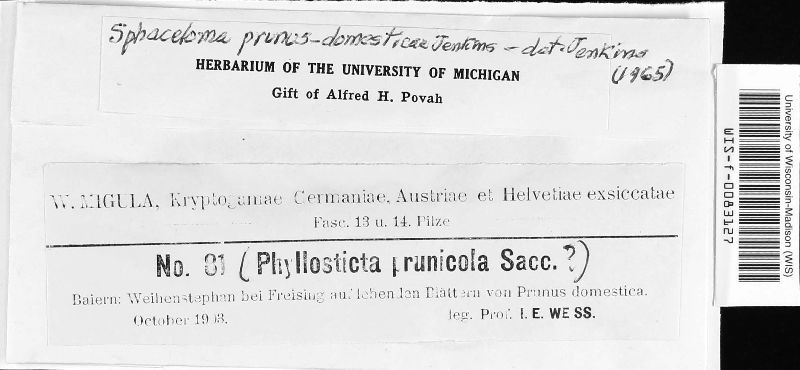 Sphaceloma prunus-domesticae Jenkins - det. Jenkins
(1965)
HERBARIUM OF THE UNIVERSITY OF MICHIGAN
Gift of Alfred H. Povah
W. MIGULA, Kryptogamae Germaniae, Austriae et Helvetiae exsiccatae
Fasc. 13 u. 14. Pilze
No. 81 (Phyllosticta prunicola Sacc. ?)
Baiern: Weihenstephan bei Freising auf lebenden Blättern von Prunus domestica.
October 1903.
leg. Prof. I. E. WEISS.
University of Wisconsin-Madison (WIS)
WIS-f-0083127